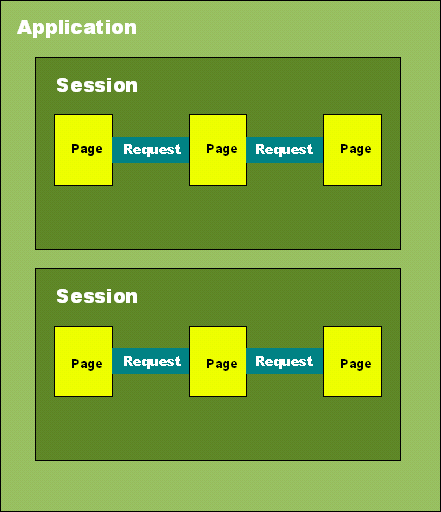 Application
Session
Page Request Page Request Page
Session
Page Request Page Request Page